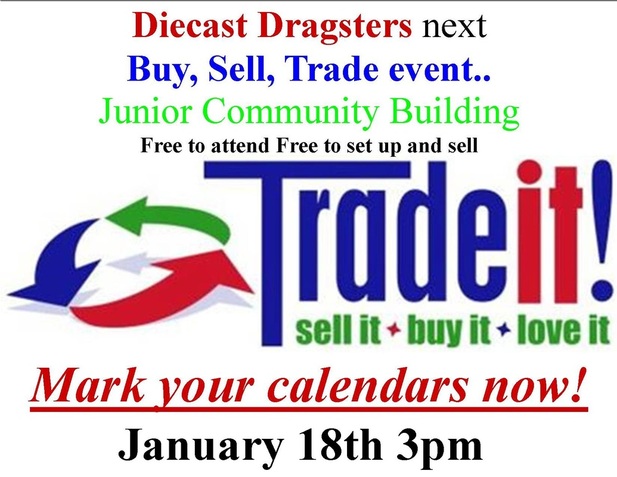 Diecast Dragsters next
Buy, Sell, Trade event..
Junior Community Building
Free to attend Free to set up and sell
Tradeit!
sell it buy it love it
Mark your calendars now!
January 18th 3pm